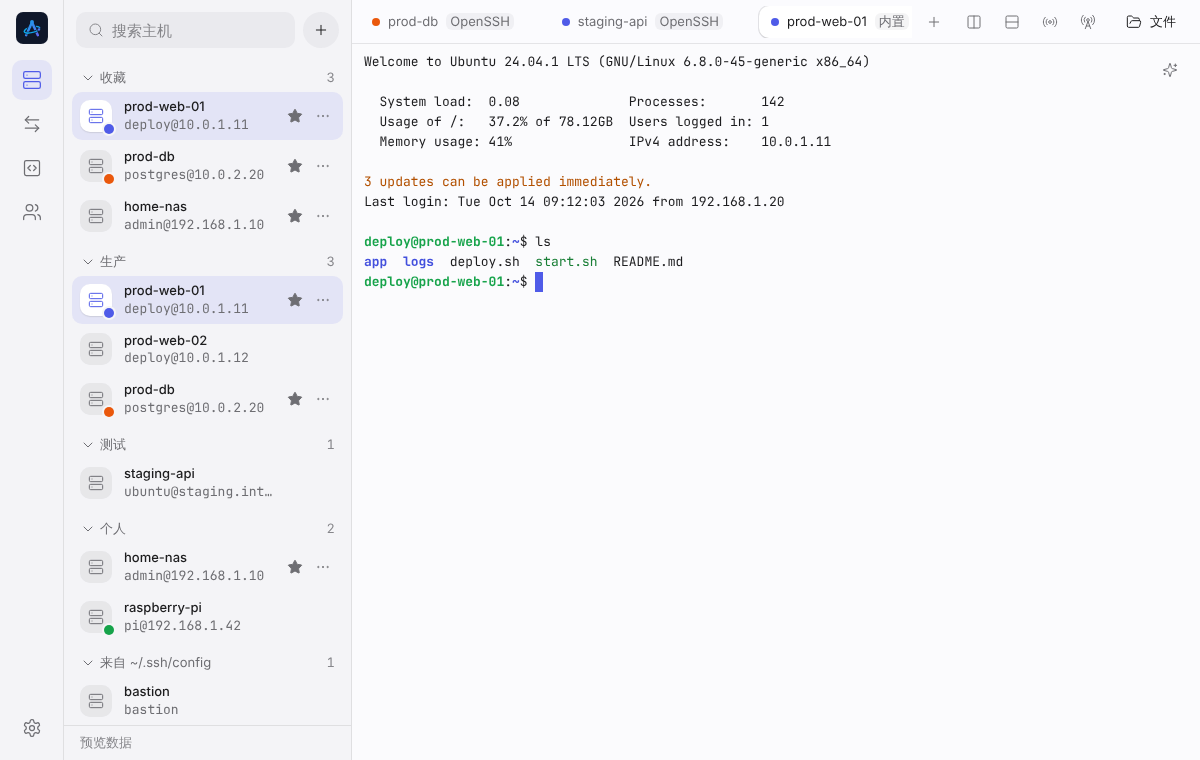 搜索主机
收藏 3
prod-web-01
deploy@10.0.1.11
prod-db
postgres@10.0.2.20
home-nas
admin@192.168.1.10
生产 3
prod-web-01
deploy@10.0.1.11
prod-web-02
deploy@10.0.1.12
prod-db
postgres@10.0.2.20
测试 1
staging-api
ubuntu@staging.int…
个人 2
home-nas
admin@192.168.1.10
raspberry-pi
pi@192.168.1.42
来自 ~/.ssh/config 1
bastion
bastion
预览数据
prod-db OpenSSH staging-api OpenSSH prod-web-01 内置 文件
Welcome to Ubuntu 24.04.1 LTS (GNU/Linux 6.8.0-45-generic x86_64)
System load: 0.08 Processes: 142
Usage of /: 37.2% of 78.12GB Users logged in: 1
Memory usage: 41% IPv4 address: 10.0.1.11
3 updates can be applied immediately.
Last login: Tue Oct 14 09:12:03 2026 from 192.168.1.20
deploy@prod-web-01:~$ ls
app logs deploy.sh start.sh README.md
deploy@prod-web-01:~$